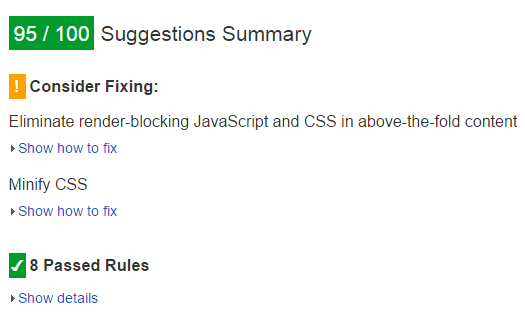 95 / 100 Suggestions Summary
! Consider Fixing:
Eliminate render-blocking JavaScript and CSS in above-the-fold content
Show how to fix
Minify CSS
Show how to fix
✓ 8 Passed Rules
Show details